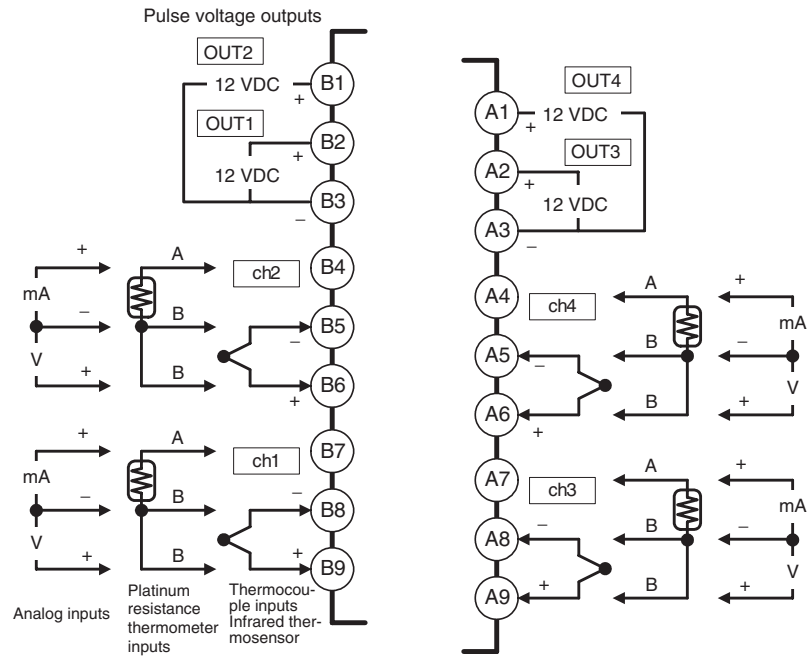 Pulse voltage outputs
OUT2
12 VDC
+
B1
OUT1
+
B2
12 VDC
–
B3
+
A
ch2
B4
mA
–
B
–
B5
V
+
B
+
B6
+
A
ch1
B7
mA
–
B
–
B8
V
+
B
+
B9
Analog inputs
Platinum
resistance
thermometer
inputs
Thermocou-
ple inputs
Infrared ther-
mosensor
OUT4
A1
+
12 VDC
OUT3
A2
+
12 VDC
A3
–
A4
ch4
A
+
mA
A5
–
B
–
V
A6
+
B
+
A7
ch3
A
+
mA
A8
–
B
–
V
A9
+
B
+